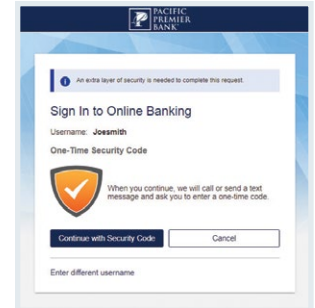 PACIFIC
PREMIER
BANK
An extra layer of security is needed to complete this request.
Sign In to Online Banking
Username: Joesmith
One-Time Security Code
When you continue, we will call or send a text
message and ask you to enter a one-time code.
Continue with Security Code
Cancel
Enter different username